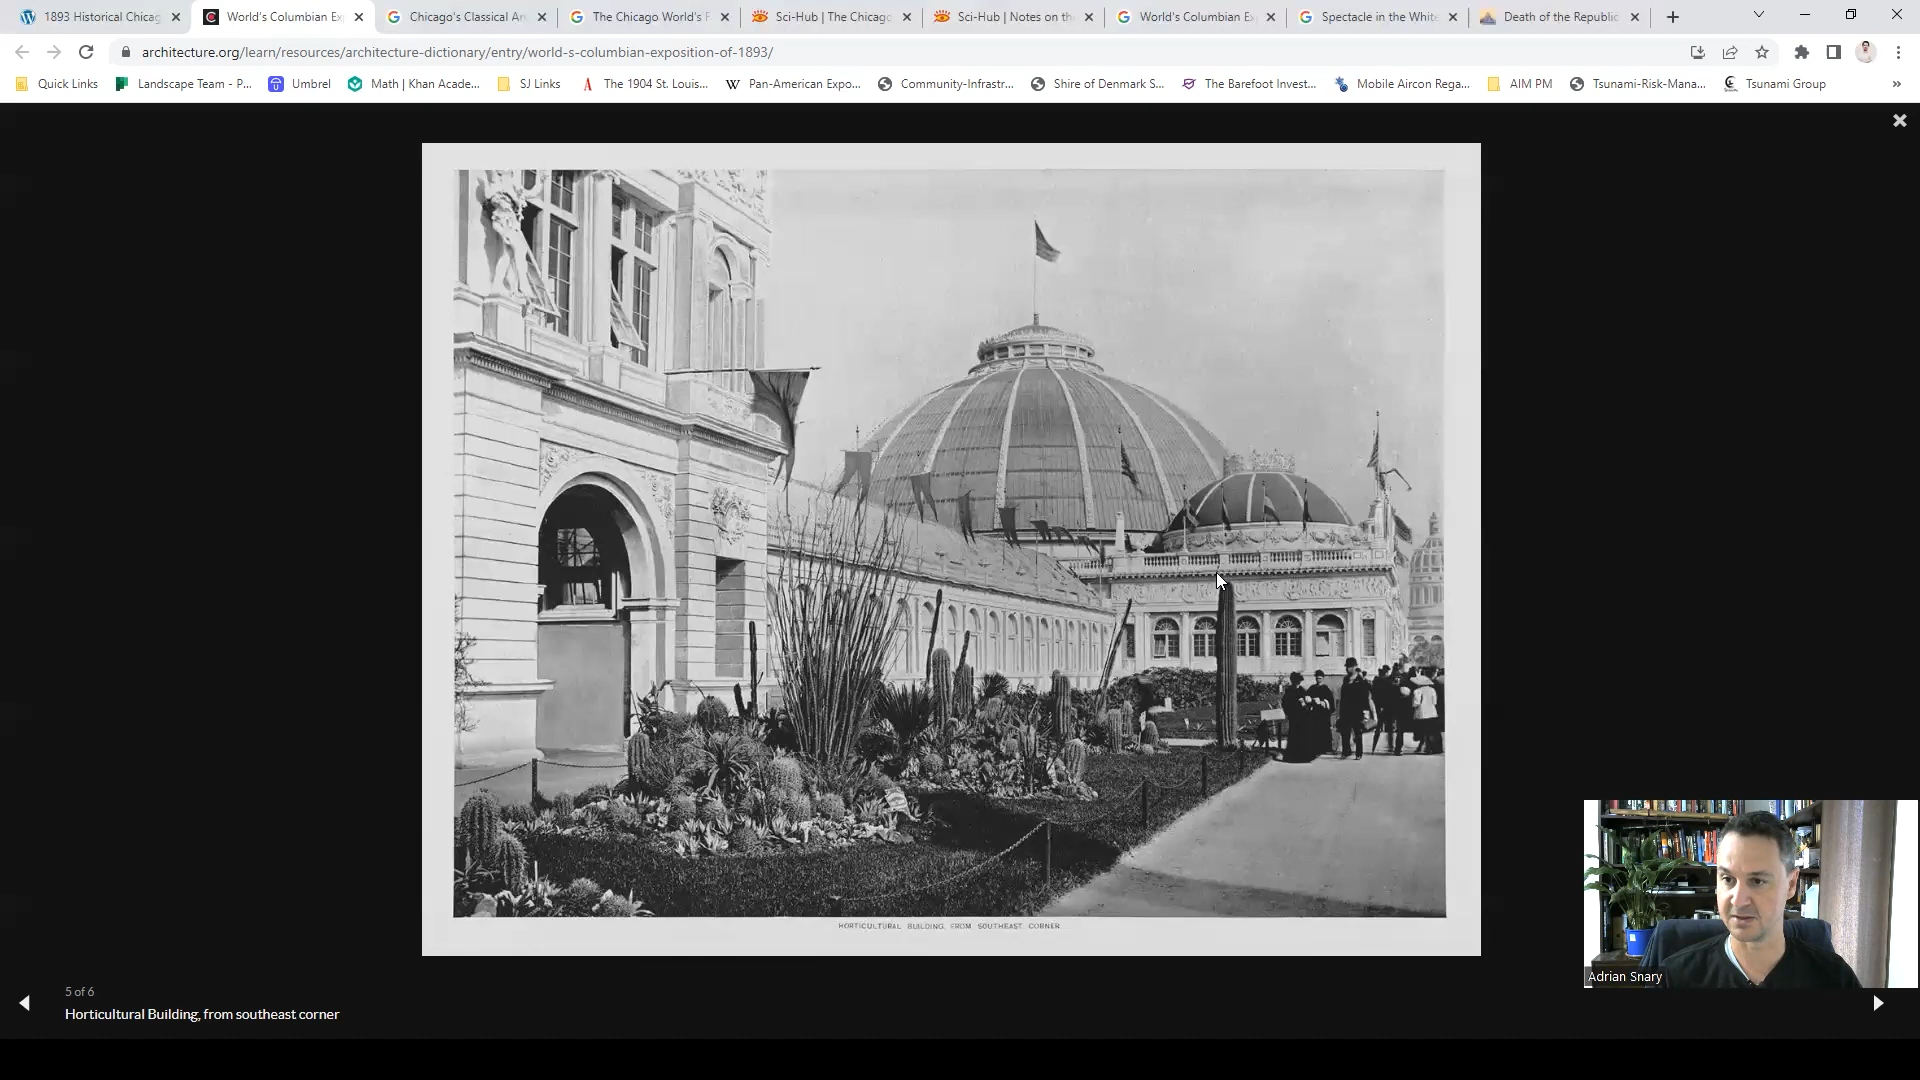 1893 Historical Chicag
World's Columbian Ex
Chicago's Classical Ar
The Chicago World's F
Sci-Hub | The Chicago
Sci-Hub | Notes on th
World's Columbian Ex
Spectacle in the White
Death of the Republic
architecture.org/learn/resources/architecture-dictionary/entry/world-s-columbian-exposition-of-1893/
Quick Links
Landscape Team - P...
Umbrel
Math | Khan Acade...
SJ Links
The 1904 St. Louis...
Pan-American Expo...
Community-Infrastr...
Shire of Denmark S...
The Barefoot Invest...
Mobile Aircon Rega...
AIM PM
Tsunami-Risk-Mana...
Tsunami Group
HORTICULTURAL BUILDING, FROM SOUTHEAST CORNER
Adrian Snary
5 of 6
Horticultural Building, from southeast corner